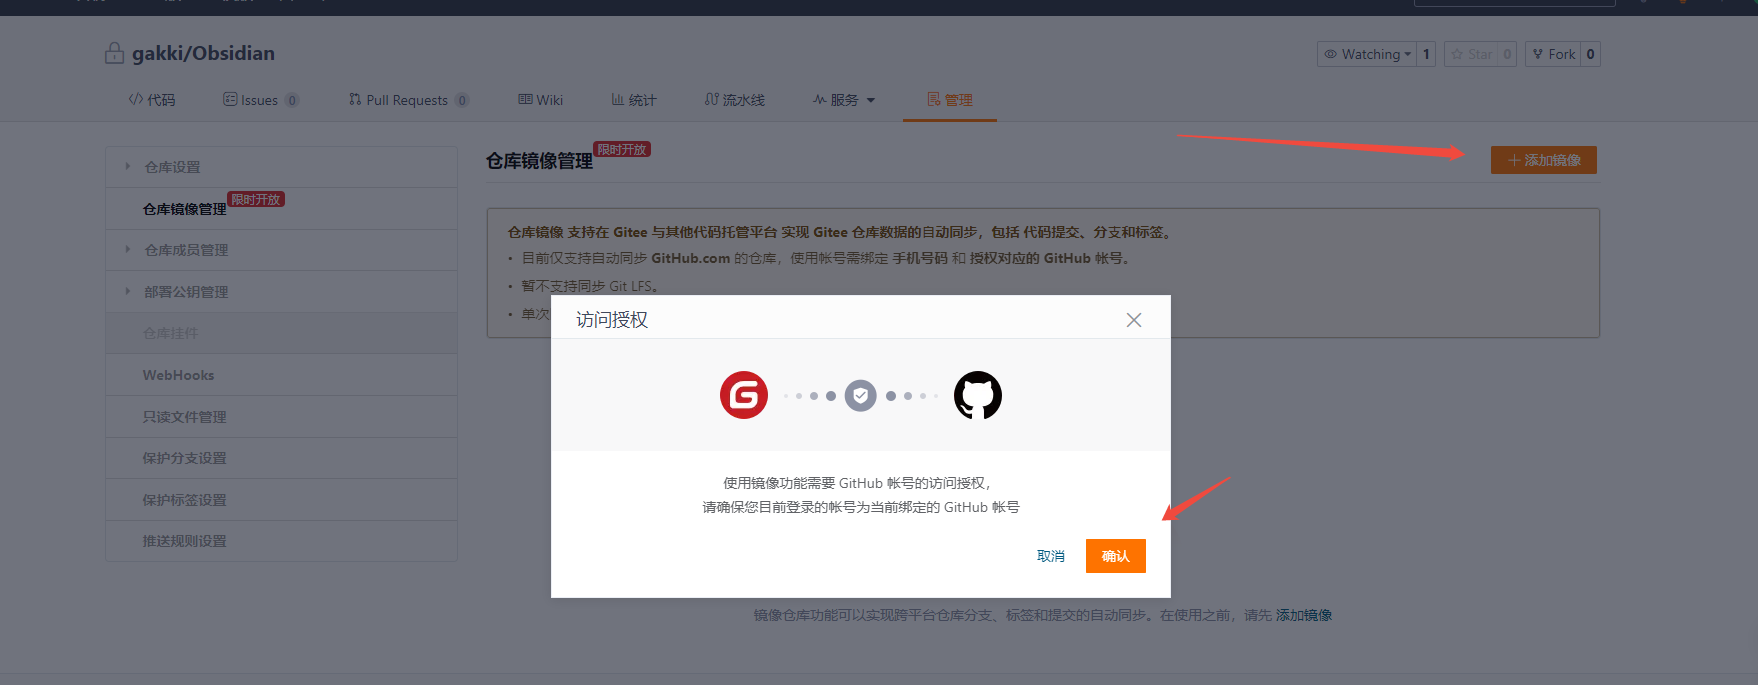 gakki/Obsidian
Watching 1
Star 0
Fork 0
代码
Issues 0
Pull Requests 0
Wiki
统计
流水线
服务
管理
仓库设置
仓库镜像管理 限时开放
仓库成员管理
部署公钥管理
仓库挂件
WebHooks
只读文件管理
保护分支设置
保护标签设置
推送规则设置
仓库镜像管理 限时开放
添加镜像
仓库镜像 支持在 Gitee 与其他代码托管平台 实现 Gitee 仓库数据的自动同步，包括 代码提交、分支和标签。
• 目前仅支持自动同步 GitHub.com 的仓库，使用帐号需绑定 手机号码 和 授权对应的 GitHub 帐号。
• 暂不支持同步 Git LFS。
• 单次
访问授权
使用镜像功能需要 GitHub 帐号的访问授权，
请确保您目前登录的帐号为当前绑定的 GitHub 帐号
取消
确认
镜像仓库功能可以实现跨平台仓库分支、标签和提交的自动同步。在使用之前，请先 添加镜像